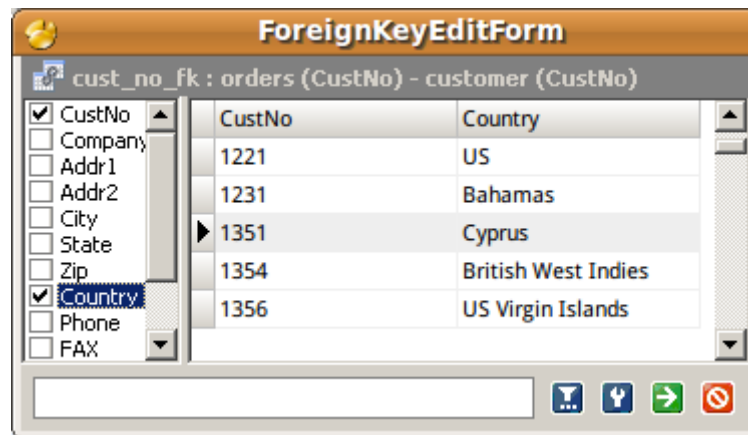 ForeignKeyEditForm
cust_no_fk : orders (CustNo) - customer (CustNo)
CustNo
Company
Addr1
Addr2
City
State
Zip
Country
Phone
FAX
CustNo Country
1221 US
1231 Bahamas
1351 Cyprus
1354 British West Indies
1356 US Virgin Islands